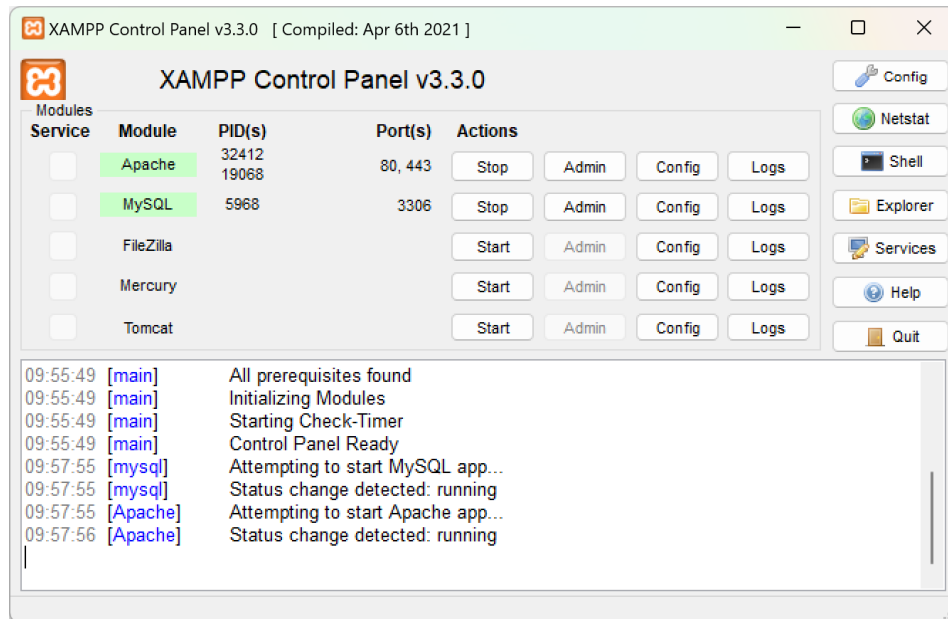 XAMPP Control Panel v3.3.0 [ Compiled: Apr 6th 2021 ]
XAMPP Control Panel v3.3.0
Config
Modules
Netstat
Service Module PID(s) Port(s) Actions
Apache 32412 80, 443 Stop Admin Config Logs
19068
Shell
MySQL 5968 3306 Stop Admin Config Logs
Explorer
FileZilla Start Admin Config Logs
Services
Mercury Start Admin Config Logs
Help
Tomcat Start Admin Config Logs
Quit
09:55:49 [main] All prerequisites found
09:55:49 [main] Initializing Modules
09:55:49 [main] Starting Check-Timer
09:55:49 [main] Control Panel Ready
09:57:55 [mysql] Attempting to start MySQL app...
09:57:55 [mysql] Status change detected: running
09:57:55 [Apache] Attempting to start Apache app...
09:57:56 [Apache] Status change detected: running